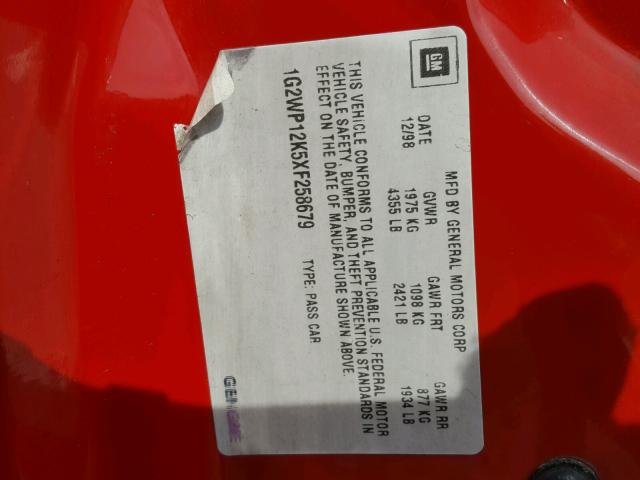 GM
MFD BY GENERAL MOTORS CORP
DATE GVWR GAWR FRT GAWR RR
12/98 1975 KG 1098 KG 877 KG
4355 LB 2421 LB 1934 LB
THIS VEHICLE CONFORMS TO ALL APPLICABLE U.S. FEDERAL MOTOR
VEHICLE SAFETY, BUMPER, AND THEFT PREVENTION STANDARDS IN
EFFECT ON THE DATE OF MANUFACTURE SHOWN ABOVE.
1G2WP12K5XF258679 TYPE: PASS CAR